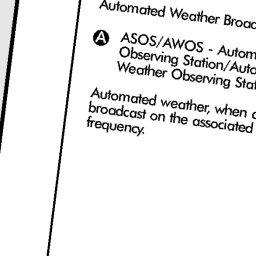 Automated Weather Broad
A ASOS/AWOS - Autom
Observing Station/Auto
Weather Observing Stat
Automated weather, when
broadcast on the associated
frequency.